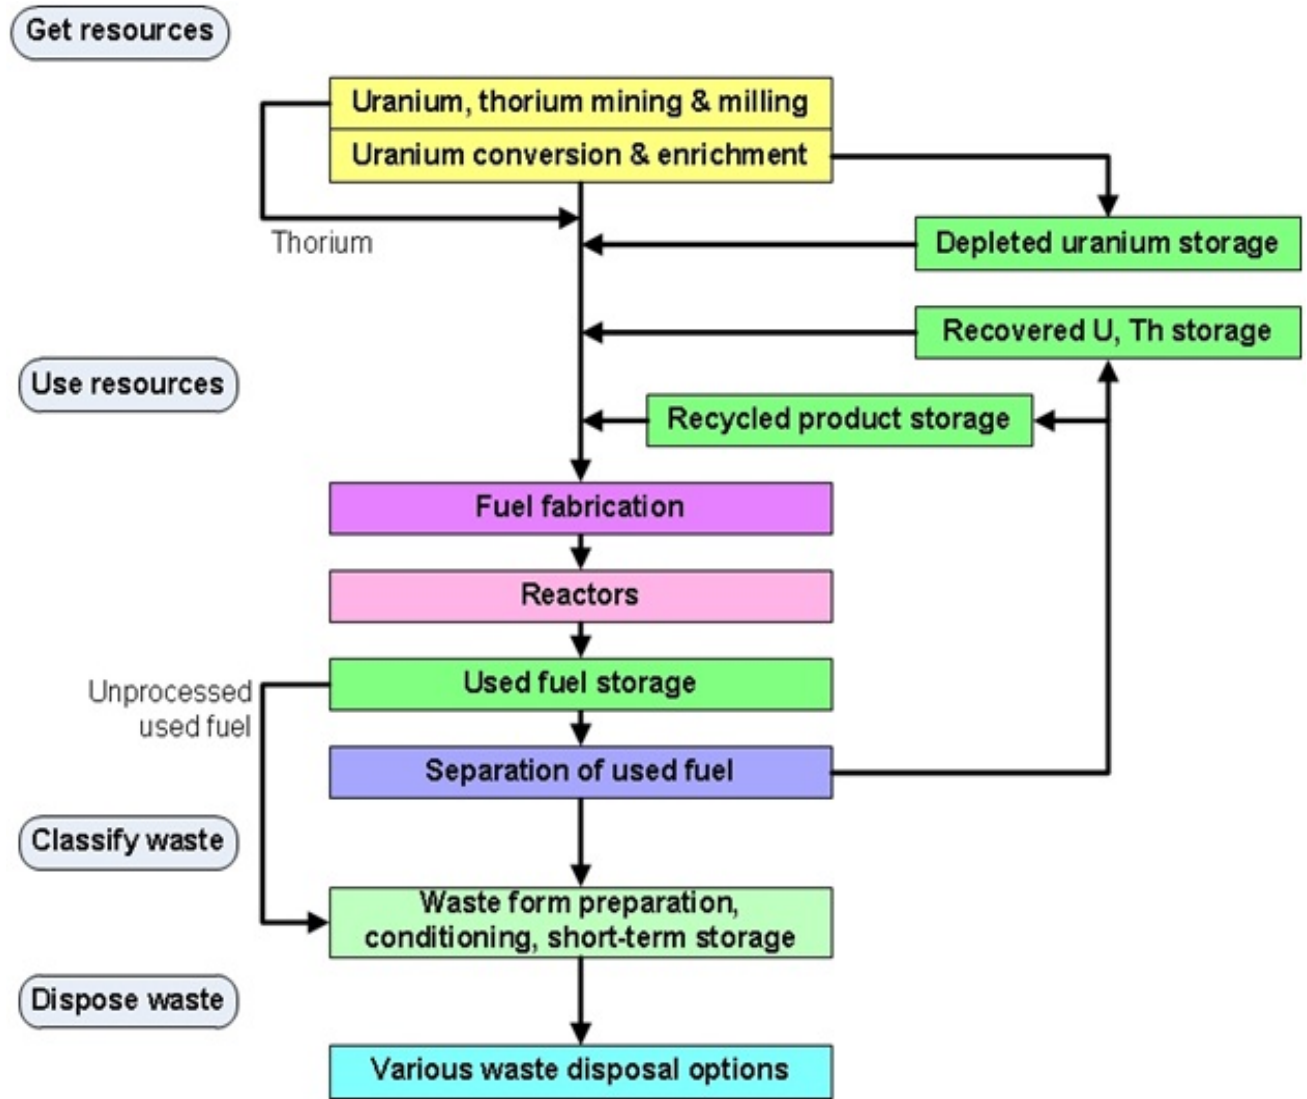 Get resources
Uranium, thorium mining & milling
Uranium conversion & enrichment
Thorium
Depleted uranium storage
Recovered U, Th storage
Use resources
Recycled product storage
Fuel fabrication
Reactors
Used fuel storage
Unprocessed
used fuel
Separation of used fuel
Classify waste
Waste form preparation,
conditioning, short-term storage
Dispose waste
Various waste disposal options